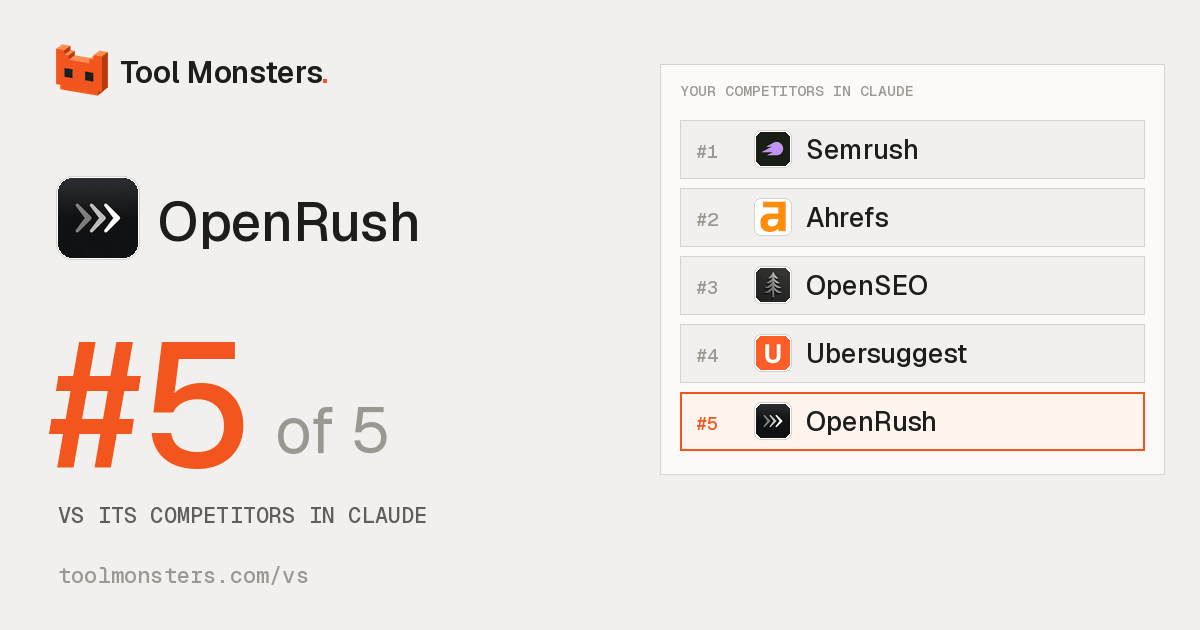 Tool Monsters.
OpenRush
#5 of 5
VS ITS COMPETITORS IN CLAUDE
toolmonsters.com/vs
YOUR COMPETITORS IN CLAUDE
#1 Semrush
#2 a Ahrefs
#3 OpenSEO
#4 U Ubersuggest
#5 OpenRush